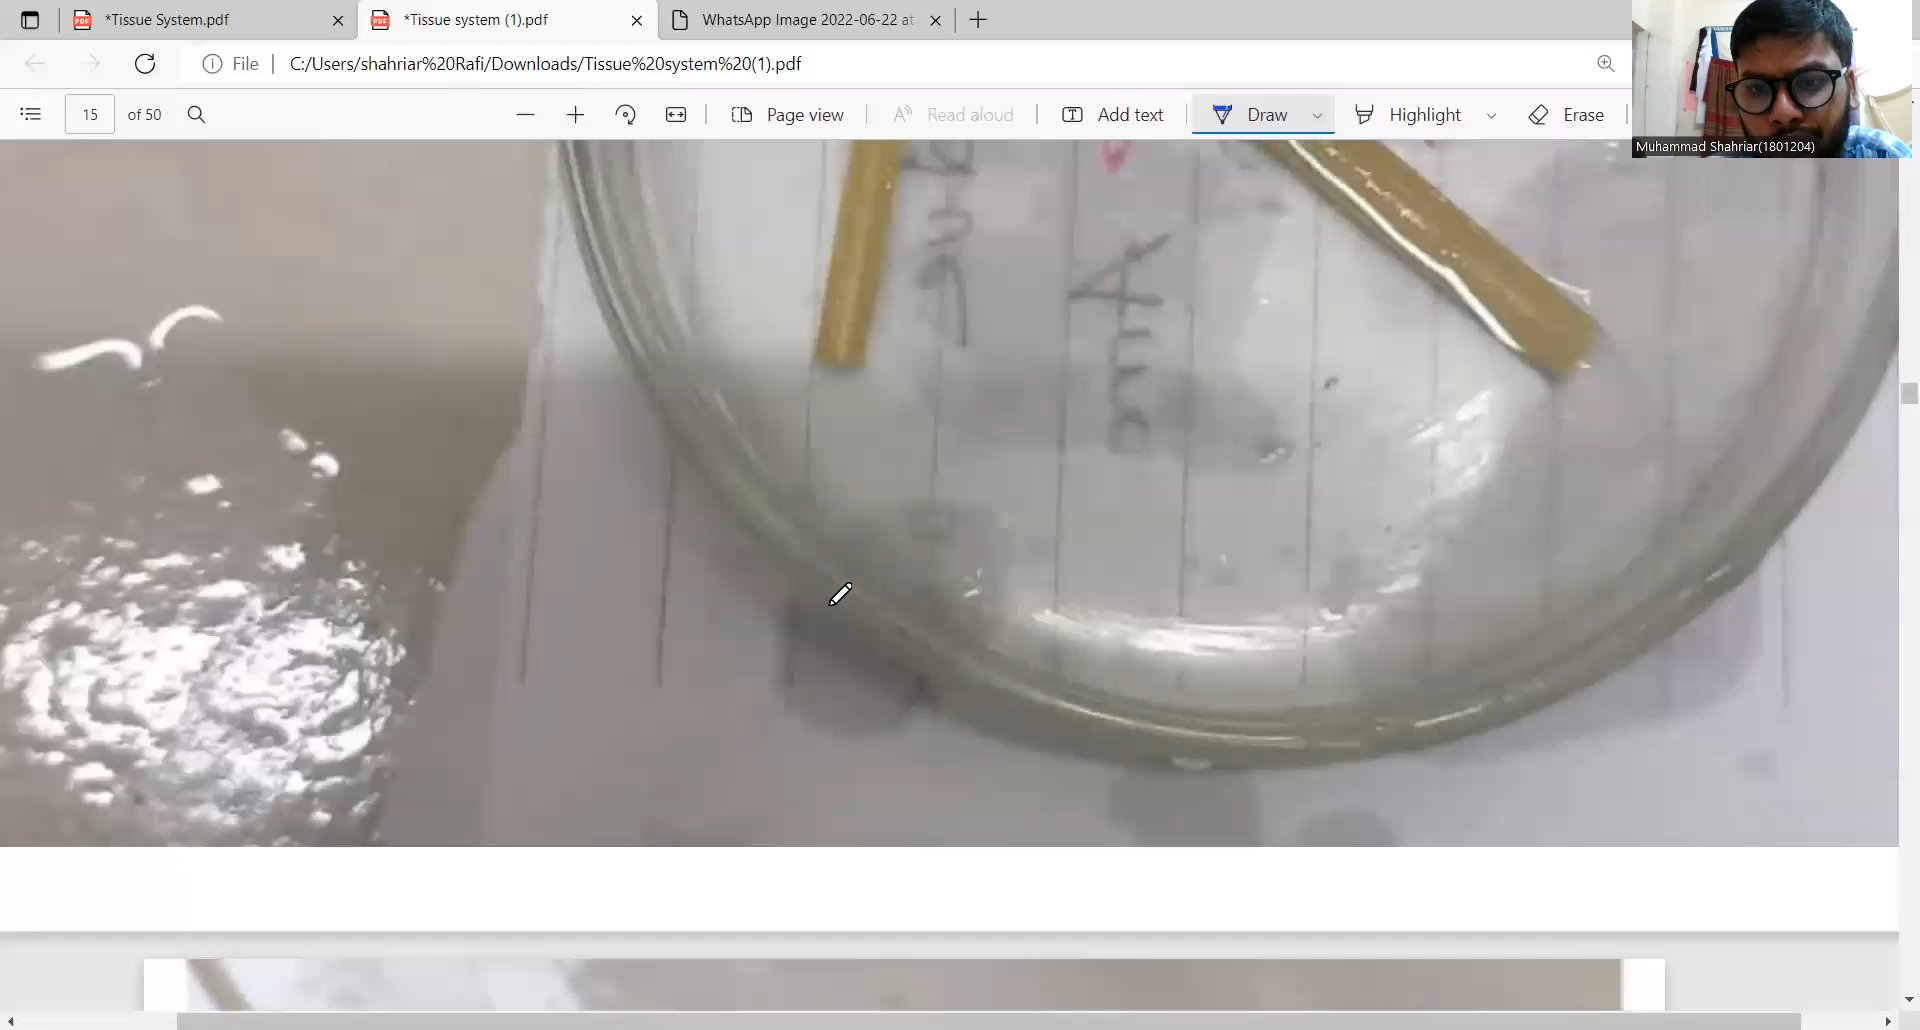 *Tissue System.pdf
*Tissue system (1).pdf
WhatsApp Image 2022-06-22 at
File
C:/Users/shahriar%20Rafi/Downloads/Tissue%20system%20(1).pdf
15 of 50
Page view
Read aloud
Add text
Draw
Highlight
Erase
Muhammad Shahriar(1801204)